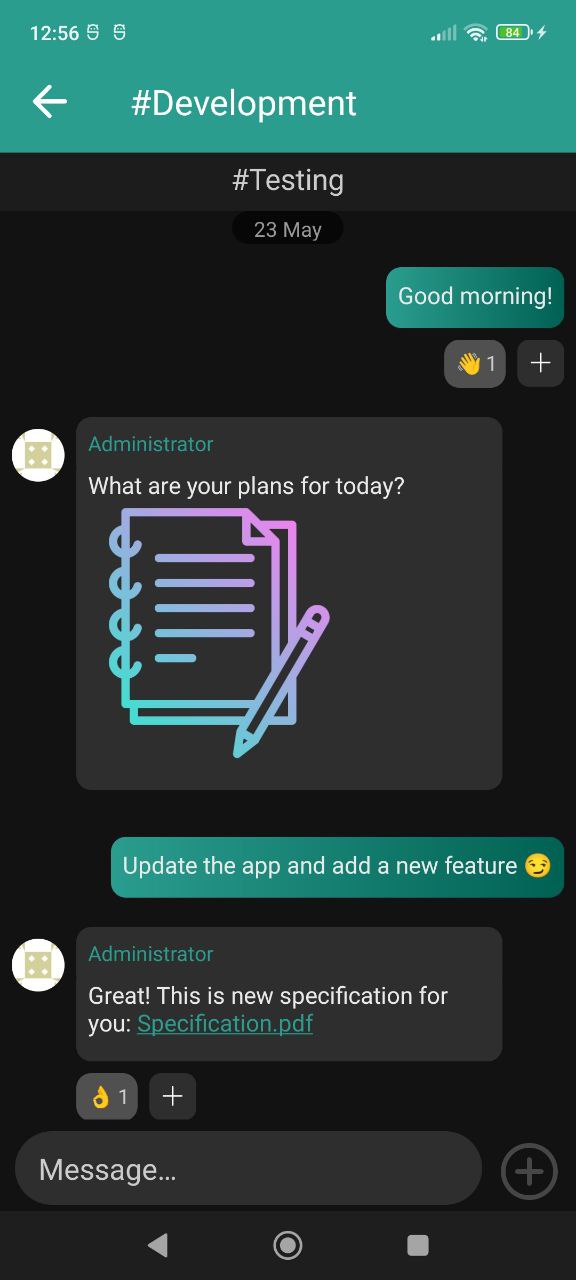 12:56
84
#Development
#Testing
23 May
Good morning!
👋 1
Administrator
What are your plans for today?
Update the app and add a new feature 😏
Administrator
Great! This is new specification for
you: Specification.pdf
👌 1
Message...